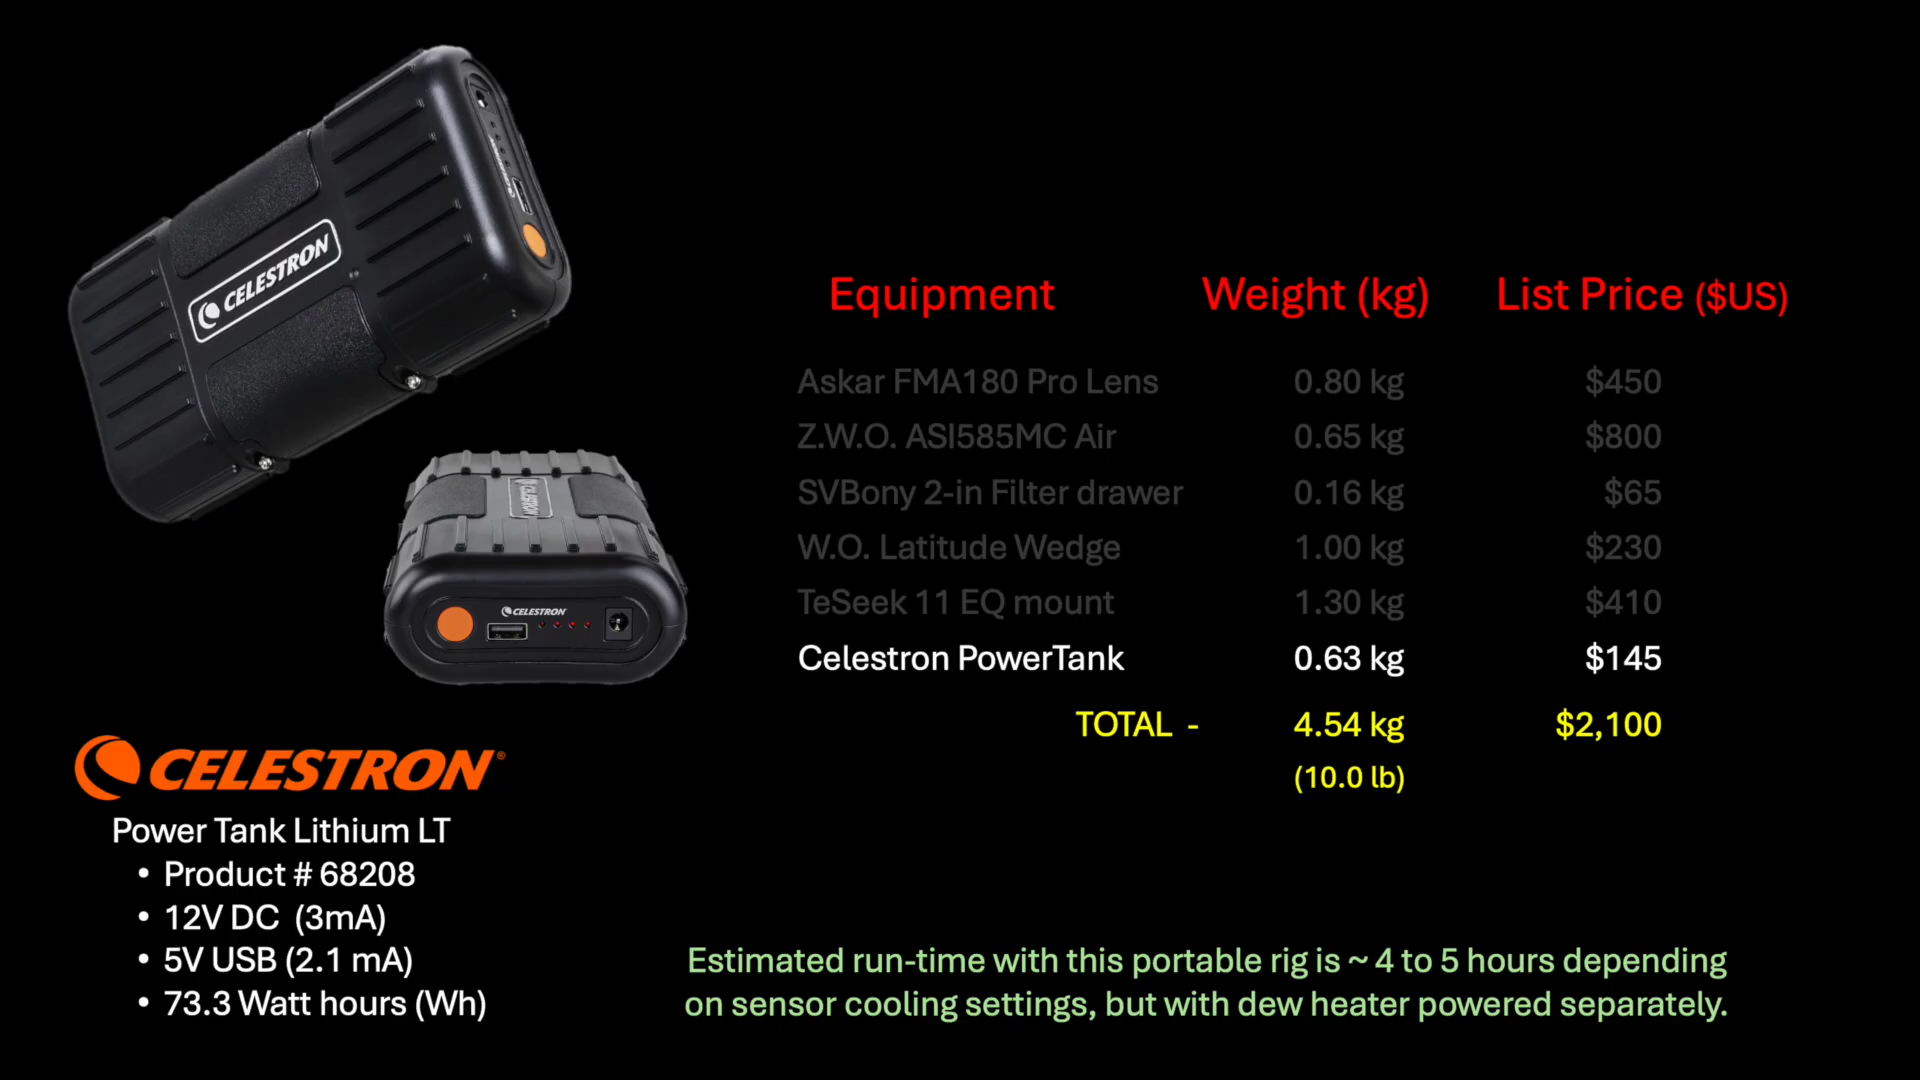 CELESTRON
CELESTRON
Equipment Weight (kg) List Price ($US)
Askar FMA180 Pro Lens 0.80 kg $450
Z.W.O. ASI585MC Air 0.65 kg $800
SVBony 2-in Filter drawer 0.16 kg $65
W.O. Latitude Wedge 1.00 kg $230
TeSeek 11 EQ mount 1.30 kg $410
Celestron PowerTank 0.63 kg $145
TOTAL - 4.54 kg $2,100
(10.0 lb)
CELESTRON®
Power Tank Lithium LT
• Product # 68208
• 12V DC (3mA)
• 5V USB (2.1 mA)
• 73.3 Watt hours (Wh)
Estimated run-time with this portable rig is ~ 4 to 5 hours depending
on sensor cooling settings, but with dew heater powered separately.